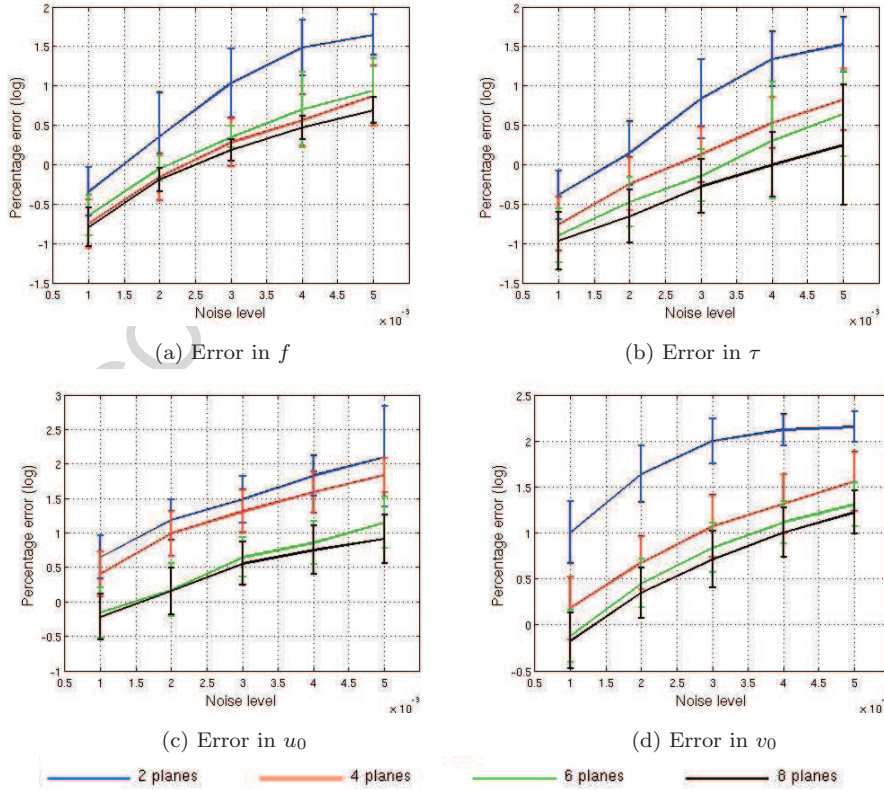 2
1.5
1
0.5
0
-0.5
-1
-1.5
Percentage error (log)
0.5 1 1.5 2 2.5 3 3.5 4 4.5 5
Noise level
×10⁻³
(a) Error in f
2
1.5
1
0.5
0
-0.5
-1
-1.5
Percentage error (log)
0.5 1 1.5 2 2.5 3 3.5 4 4.5 5
Noise level
×10⁻³
(b) Error in τ
3
2.5
2
1.5
1
0.5
0
-0.5
-1
Percentage error (log)
0.5 1 1.5 2 2.5 3 3.5 4 4.5 5
Noise level
×10⁻³
(c) Error in u₀
2.5
2
1.5
1
0.5
0
-0.5
Percentage error (log)
0.5 1 1.5 2 2.5 3 3.5 4 4.5 5
Noise level
(d) Error in v₀
2 planes 4 planes 6 planes 8 planes